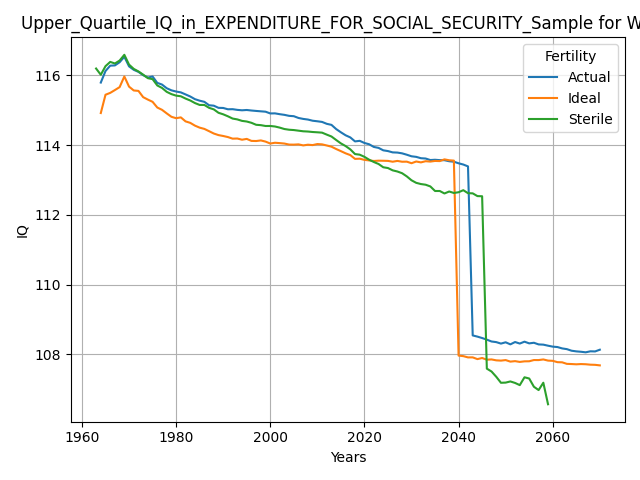 Upper_Quartile_IQ_in_EXPENDITURE_FOR_SOCIAL_SECURITY_Sample for W
Fertility
Actual
Ideal
Sterile
116
114
112
110
108
IQ
1960 1980 2000 2020 2040 2060
Years